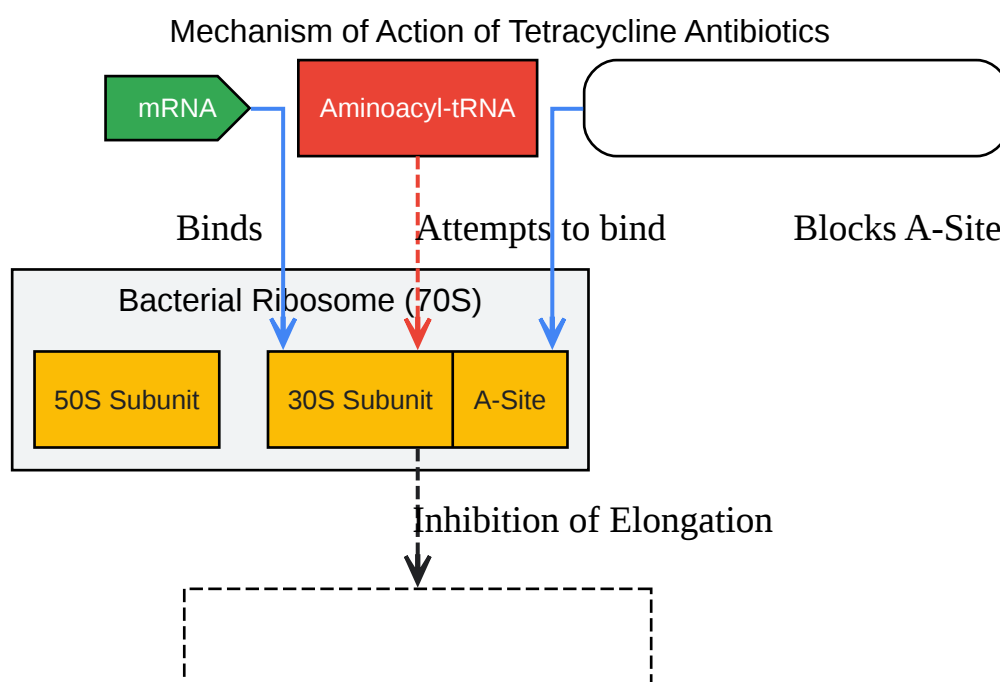 Mechanism of Action of Tetracycline Antibiotics
mRNA
Aminoacyl-tRNA
Binds
Attempts to bind
Blocks A-Site
Bacterial Ribosome (70S)
50S Subunit
30S Subunit
A-Site
Inhibition of Elongation